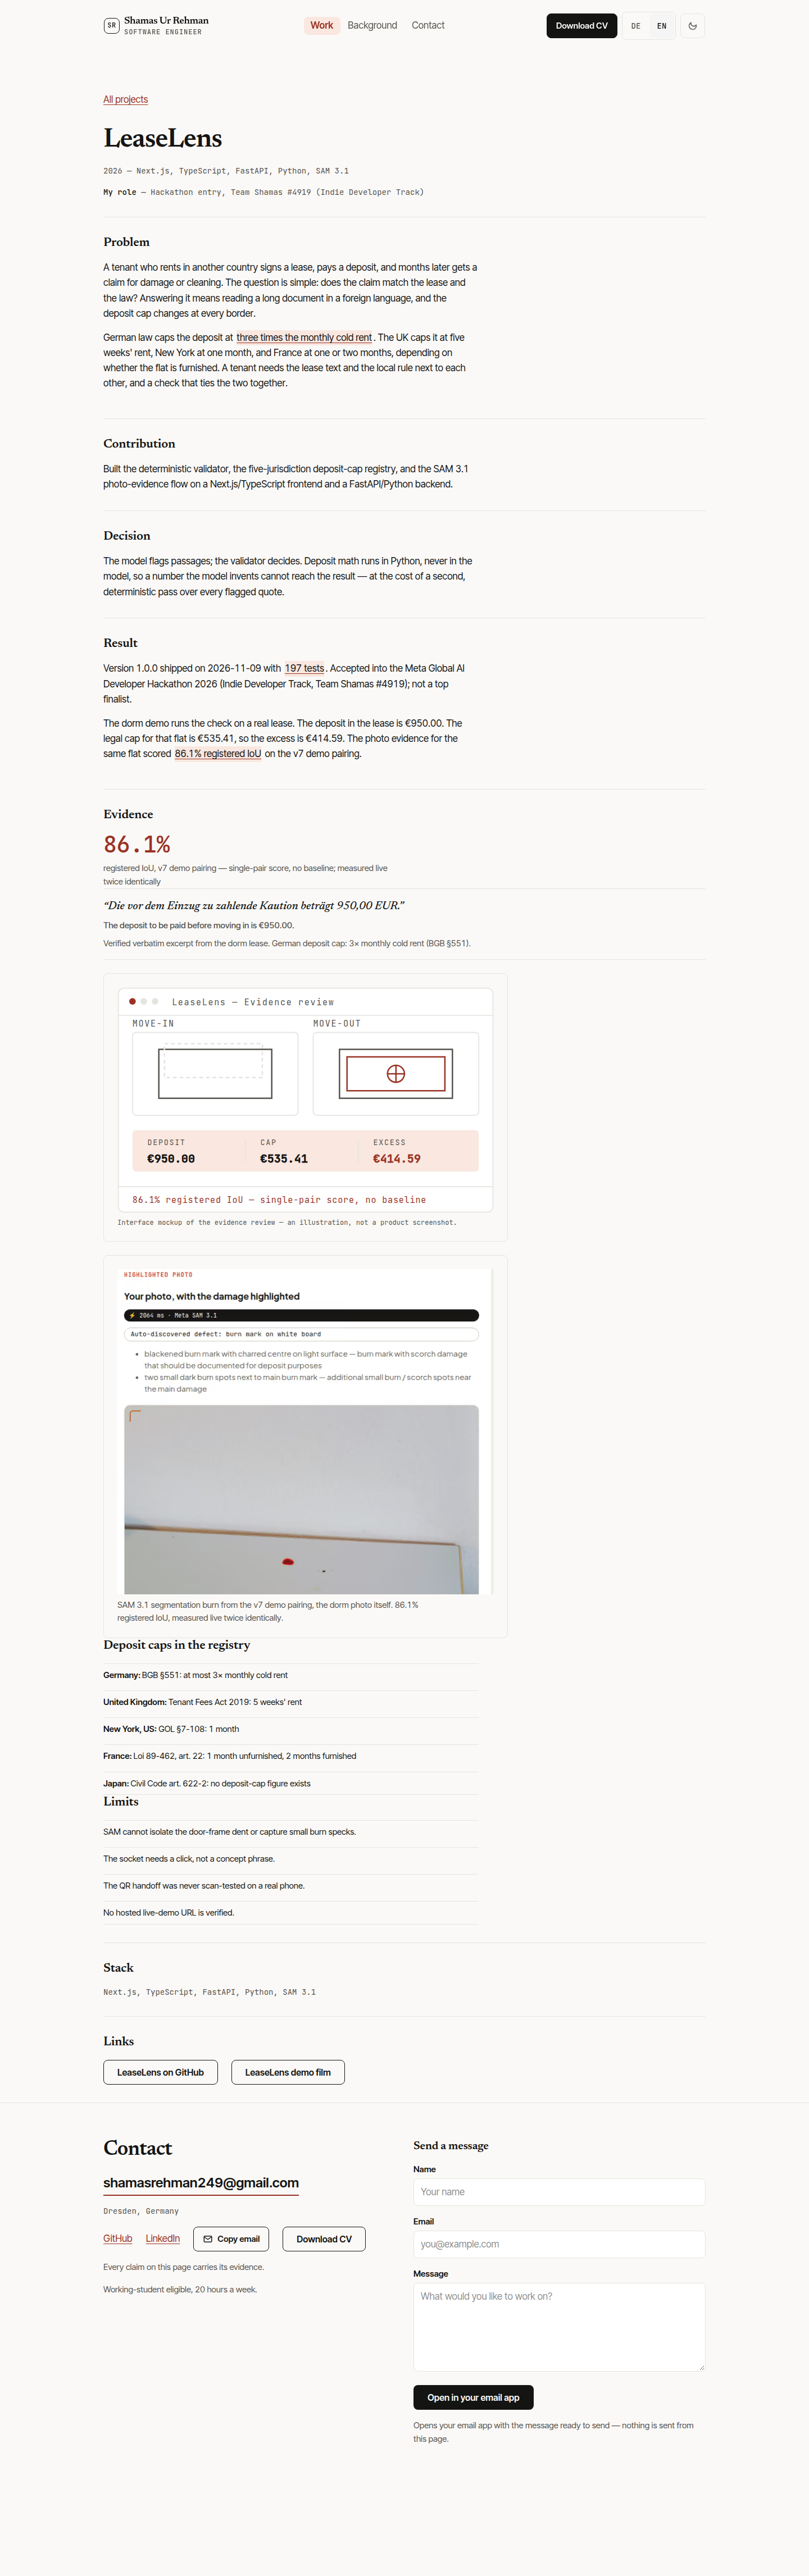 SR
Shamas Ur Rehman
SOFTWARE ENGINEER
Work
Background
Contact
Download CV
DE
EN
All projects
LeaseLens
2026 — Next.js, TypeScript, FastAPI, Python, SAM 3.1
My role — Hackathon entry, Team Shamas #4919 (Indie Developer Track)
Problem
A tenant who rents in another country signs a lease, pays a deposit, and months later gets a
claim for damage or cleaning. The question is simple: does the claim match the lease and
the law? Answering it means reading a long document in a foreign language, and the
deposit cap changes at every border.
German law caps the deposit at three times the monthly cold rent. The UK caps it at five
weeks' rent, New York at one month, and France at one or two months, depending on
whether the flat is furnished. A tenant needs the lease text and the local rule next to each
other, and a check that ties the two together.
Contribution
Built the deterministic validator, the five-jurisdiction deposit-cap registry, and the SAM 3.1
photo-evidence flow on a Next.js/TypeScript frontend and a FastAPI/Python backend.
Decision
The model flags passages; the validator decides. Deposit math runs in Python, never in the
model, so a number the model invents cannot reach the result — at the cost of a second,
deterministic pass over every flagged quote.
Result
Version 1.0.0 shipped on 2026-11-09 with 197 tests. Accepted into the Meta Global AI
Developer Hackathon 2026 (Indie Developer Track, Team Shamas #4919); not a top
finalist.
The dorm demo runs the check on a real lease. The deposit in the lease is €950.00. The
legal cap for that flat is €535.41, so the excess is €414.59. The photo evidence for the
same flat scored 86.1% registered IoU on the v7 demo pairing.
Evidence
86.1%
registered IoU, v7 demo pairing — single-pair score, no baseline; measured live
twice identically
“Die vor dem Einzug zu zahlende Kaution beträgt 950,00 EUR.”
The deposit to be paid before moving in is €950.00.
Verified verbatim excerpt from the dorm lease. German deposit cap: 3× monthly cold rent (BGB §551).
LeaseLens — Evidence review
MOVE-IN
MOVE-OUT
DEPOSIT
CAP
EXCESS
€950.00
€535.41
€414.59
86.1% registered IoU — single-pair score, no baseline
Interface mockup of the evidence review — an illustration, not a product screenshot.
HIGHLIGHTED PHOTO
Your photo, with the damage highlighted
⚡ 2064 ms · Meta SAM 3.1
Auto-discovered defect: burn mark on white board
• blackened burn mark with charred centre on light surface — burn mark with scorch damage
that should be documented for deposit purposes
• two small dark burn spots next to main burn mark — additional small burn / scorch spots near
the main damage
SAM 3.1 segmentation burn from the v7 demo pairing, the dorm photo itself. 86.1%
registered IoU, measured live twice identically.
Deposit caps in the registry
Germany: BGB §551: at most 3× monthly cold rent
United Kingdom: Tenant Fees Act 2019: 5 weeks' rent
New York, US: GOL §7-108: 1 month
France: Loi 89-462, art. 22: 1 month unfurnished, 2 months furnished
Japan: Civil Code art. 622-2: no deposit-cap figure exists
Limits
SAM cannot isolate the door-frame dent or capture small burn specks.
The socket needs a click, not a concept phrase.
The QR handoff was never scan-tested on a real phone.
No hosted live-demo URL is verified.
Stack
Next.js, TypeScript, FastAPI, Python, SAM 3.1
Links
LeaseLens on GitHub
LeaseLens demo film
Contact
shamasrehman249@gmail.com
Dresden, Germany
GitHub
LinkedIn
Copy email
Download CV
Every claim on this page carries its evidence.
Working-student eligible, 20 hours a week.
Send a message
Name
Your name
Email
you@example.com
Message
What would you like to work on?
Open in your email app
Opens your email app with the message ready to send — nothing is sent from
this page.